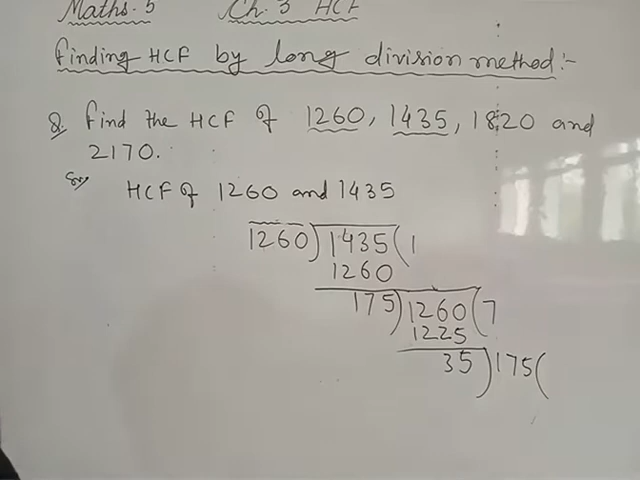 Maths-5 Ch.3 HCF
Finding HCF by long division method:-
Q Find the HCF of 1260, 1435, 1820 and
2170.
Sol HCF of 1260 and 1435
1260)1435(1
1260
175)1260(7
1225
35)175(